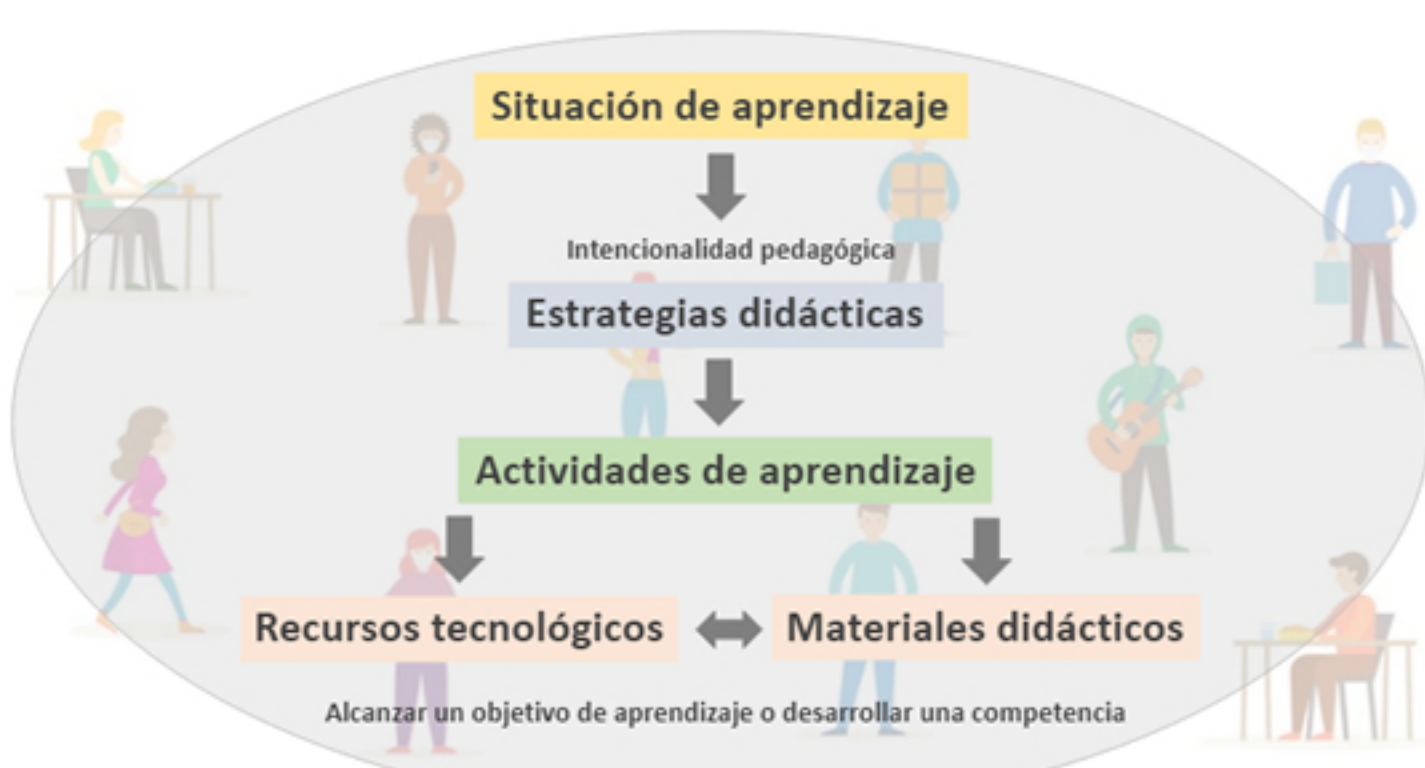 Situación de aprendizaje
Intencionalidad pedagógica
Estrategias didácticas
Actividades de aprendizaje
Recursos tecnológicos
Materiales didácticos
Alcanzar un objetivo de aprendizaje o desarrollar una competencia